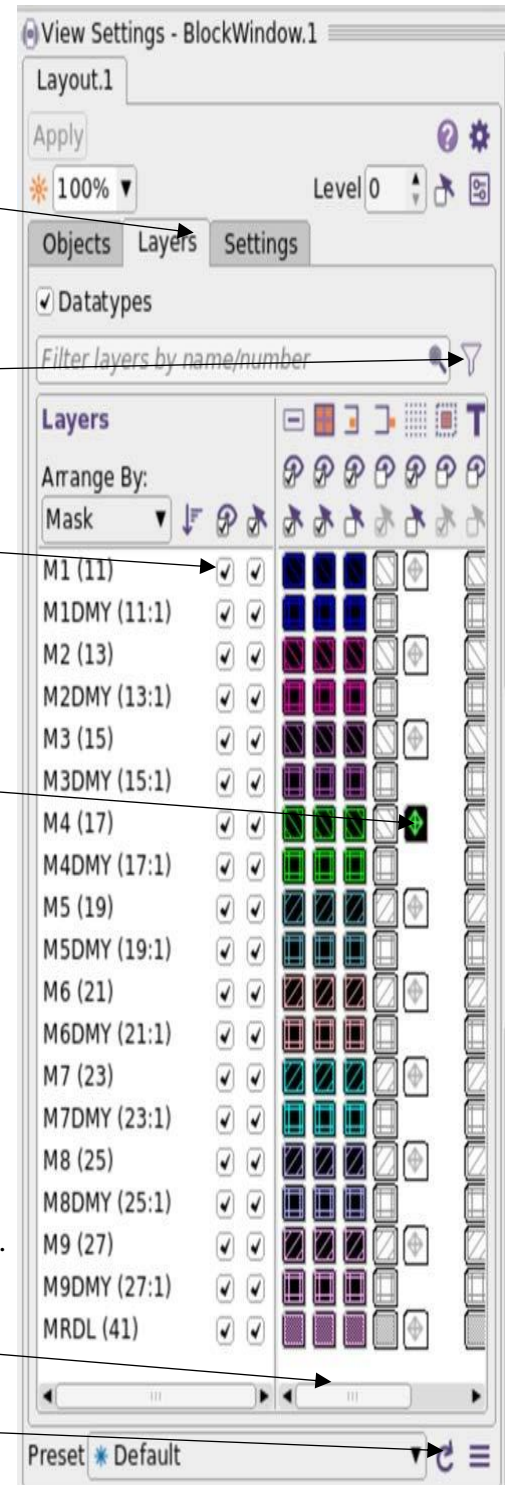 View Settings - BlockWindow.1
Layout.1
Apply
100%
Level 0
Objects Layers Settings
Datatypes
Filter layers by name/number
Layers
T
Arrange By:
Mask
M1 (11)
M1DMY (11:1)
M2 (13)
M2DMY (13:1)
M3 (15)
M3DMY (15:1)
M4 (17)
M4DMY (17:1)
M5 (19)
M5DMY (19:1)
M6 (21)
M6DMY (21:1)
M7 (23)
M7DMY (23:1)
M8 (25)
M8DMY (25:1)
M9 (27)
.
M9DMY (27:1)
MRDL (41)
Preset * Default